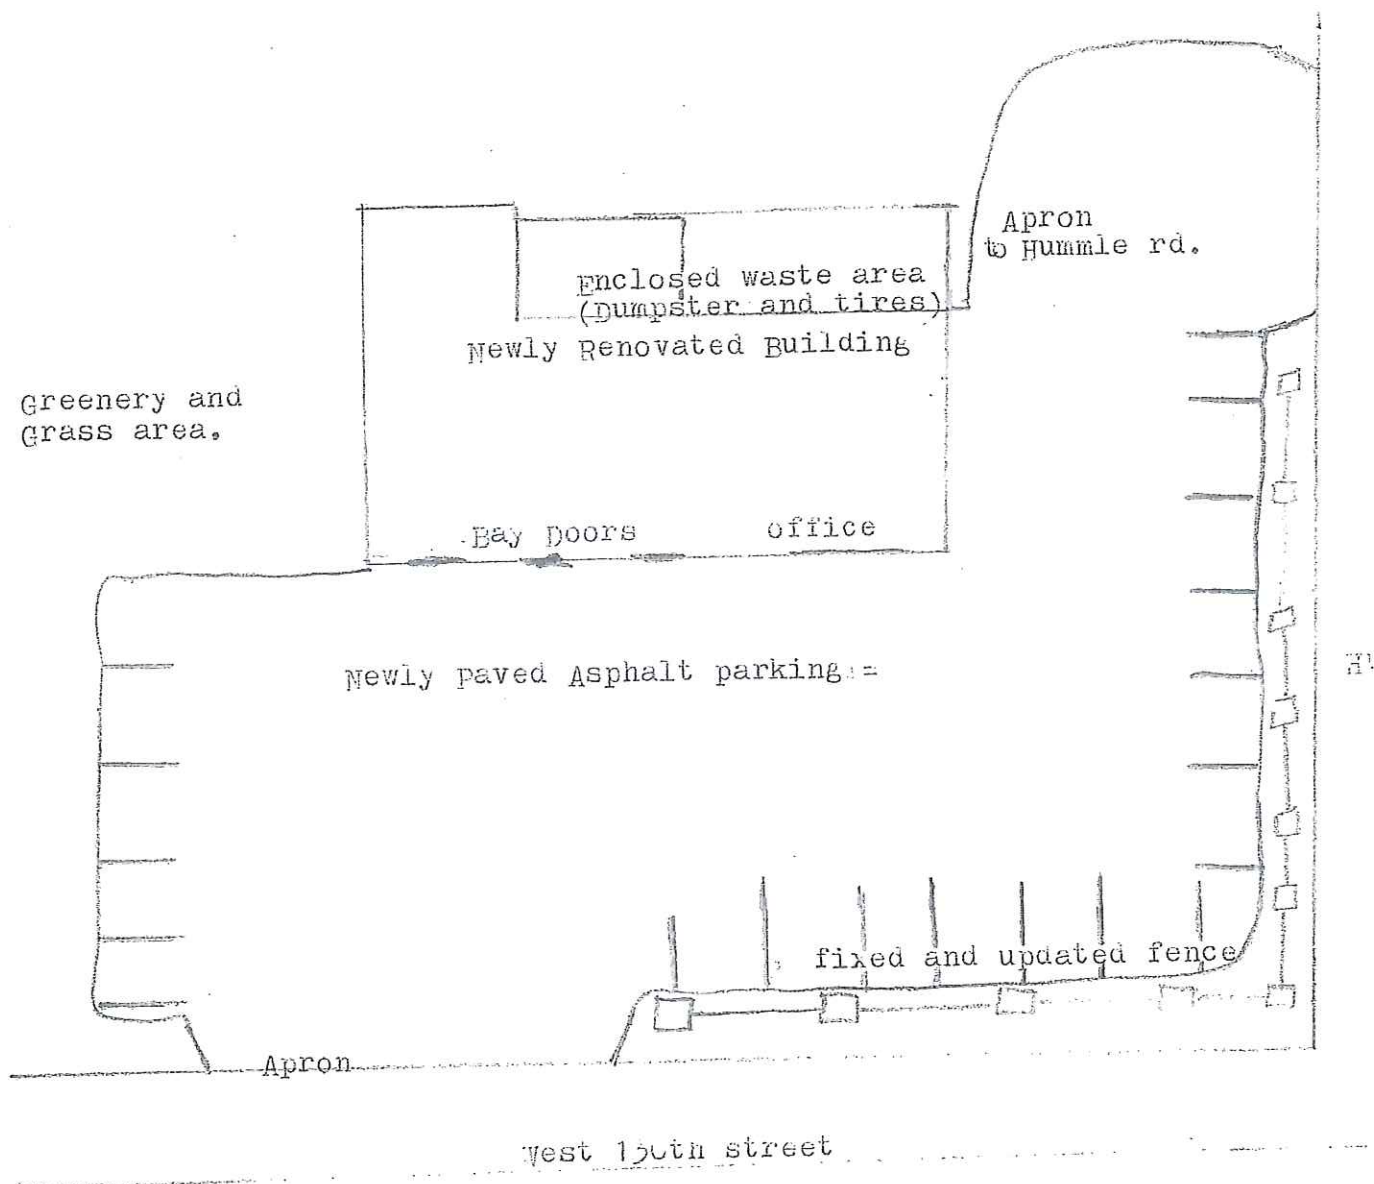 Apron
to Hummle rd.
Enclosed waste area
(Dumpster and tires)
Newly Renovated Building
Greenery and
Grass area.
Bay Doors
office
Newly paved Asphalt parking
fixed and updated fence
Apron
West street